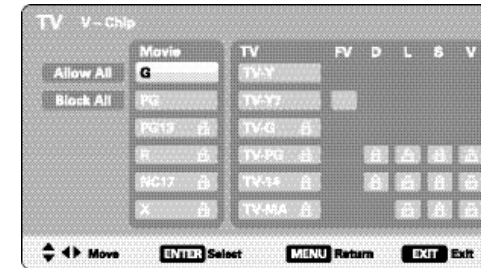 TV V-Chip
Movie TV FV D L S V
Allow All G TV-Y
Block All PG TV-Y7
PG13 TV-G
R TV-PG
NC17 TV-14
X TV-MA
Move ENTER Select MENU Return EXIT Exit